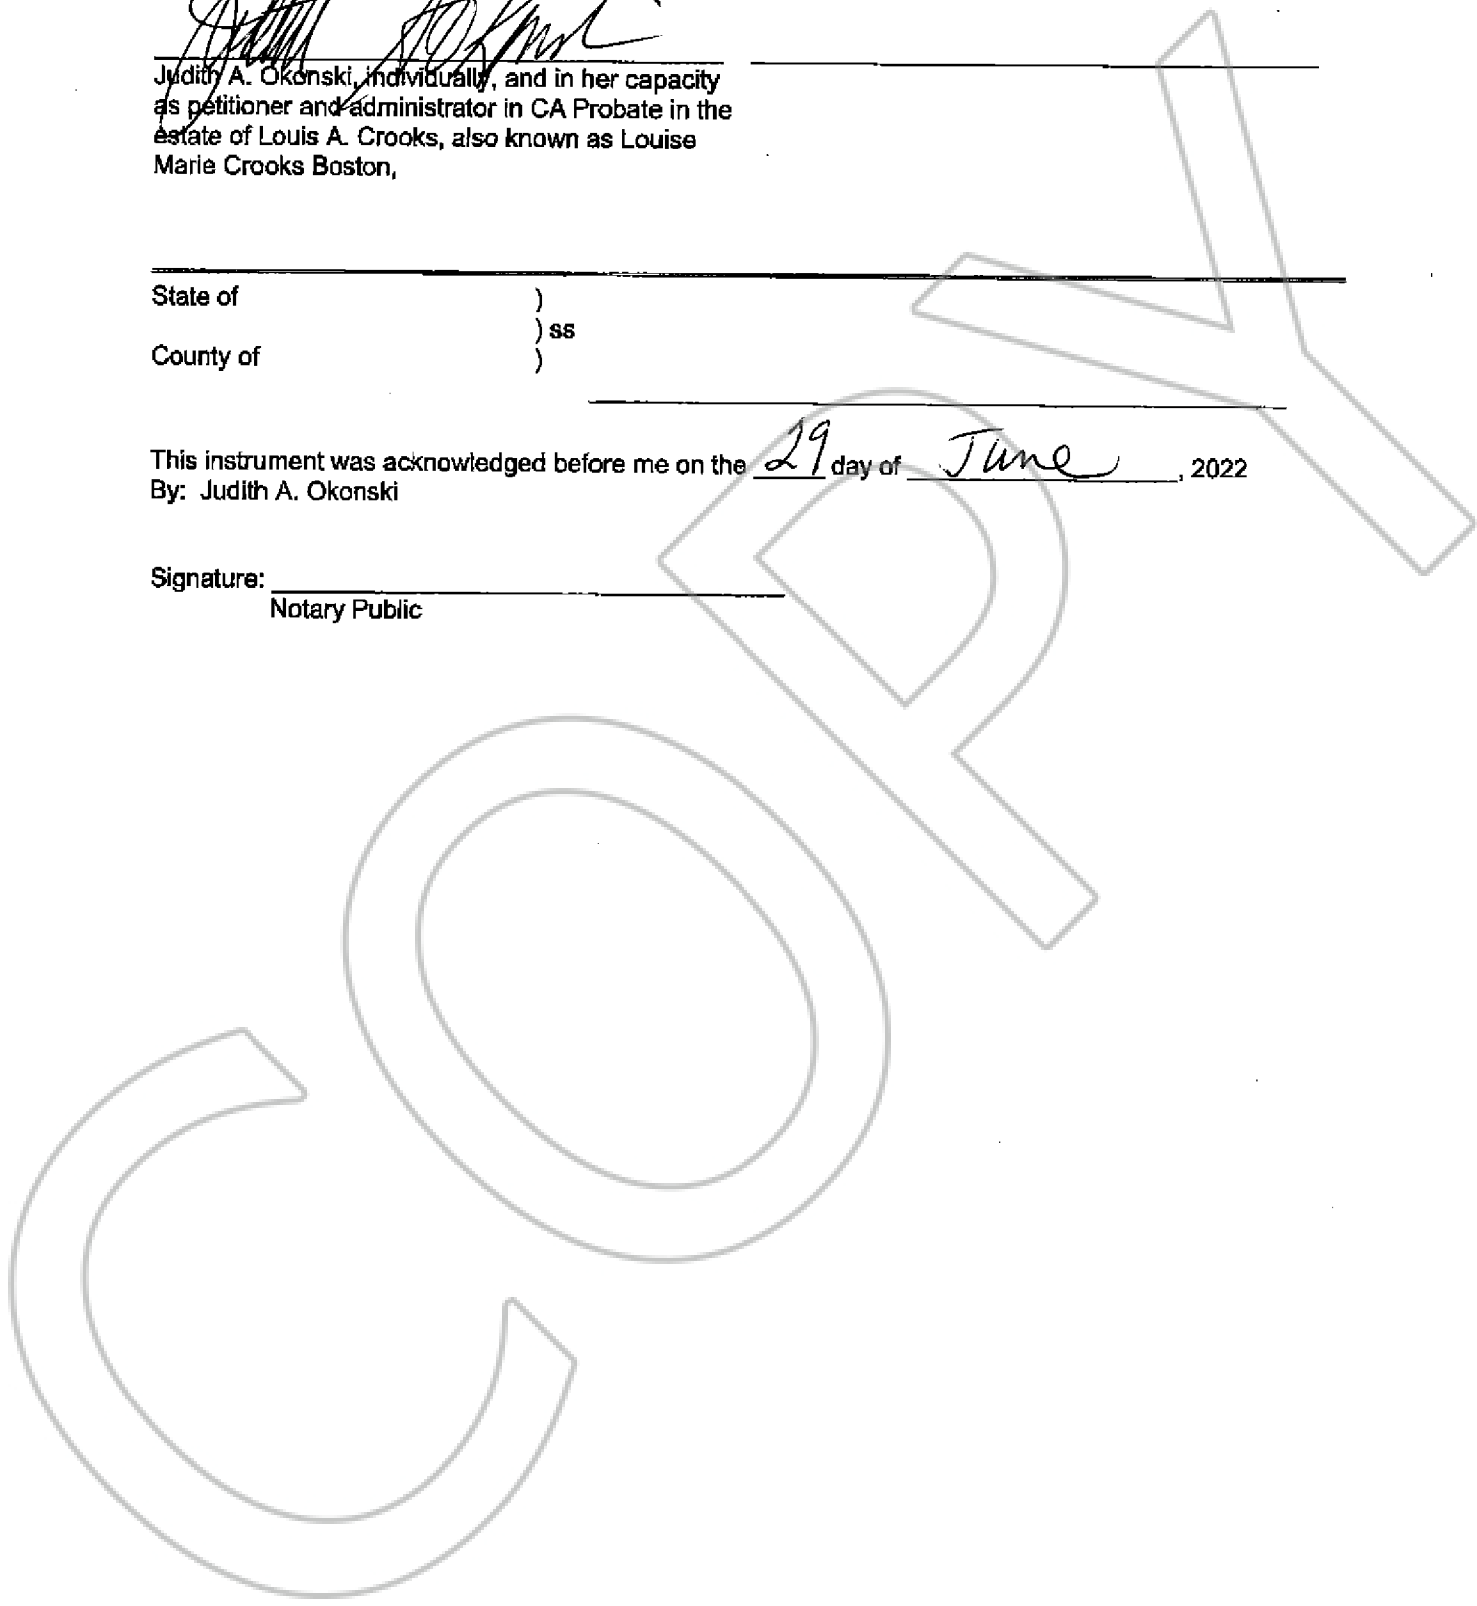 Judith A. Okonski, individually, and in her capacity
as petitioner and administrator in CA Probate in the
estate of Louis A. Crooks, also known as Louise
Marie Crooks Boston,
State of )
) ss
County of )
This instrument was acknowledged before me on the 29 day of June, 2022
By: Judith A. Okonski
Signature:
Notary Public
COPY